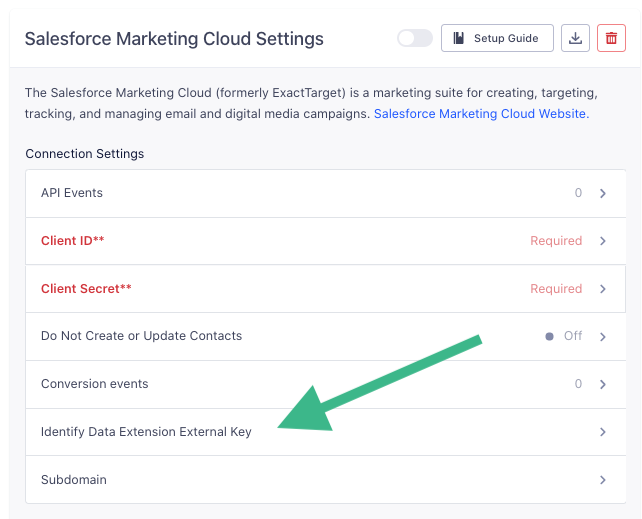 Salesforce Marketing Cloud Settings
Setup Guide
The Salesforce Marketing Cloud (formerly ExactTarget) is a marketing suite for creating, targeting,
tracking, and managing email and digital media campaigns. Salesforce Marketing Cloud Website.
Connection Settings
API Events 0
Client ID** Required
Client Secret** Required
Do Not Create or Update Contacts Off
Conversion events 0
Identify Data Extension External Key
Subdomain